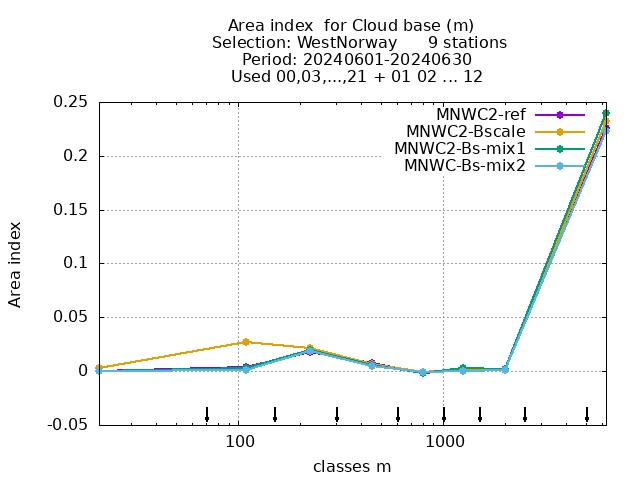 Area index  for Cloud base (m)
Selection: WestNorway      9 stations
Period: 20240601-20240630
Used 00,03,...,21 + 01 02 ... 12
MNWC2-ref
MNWC2-Bscale
MNWC2-Bs-mix1
MNWC-Bs-mix2
0.25
0.2
0.15
0.1
0.05
0
-0.05
Area index
100
1000
classes m